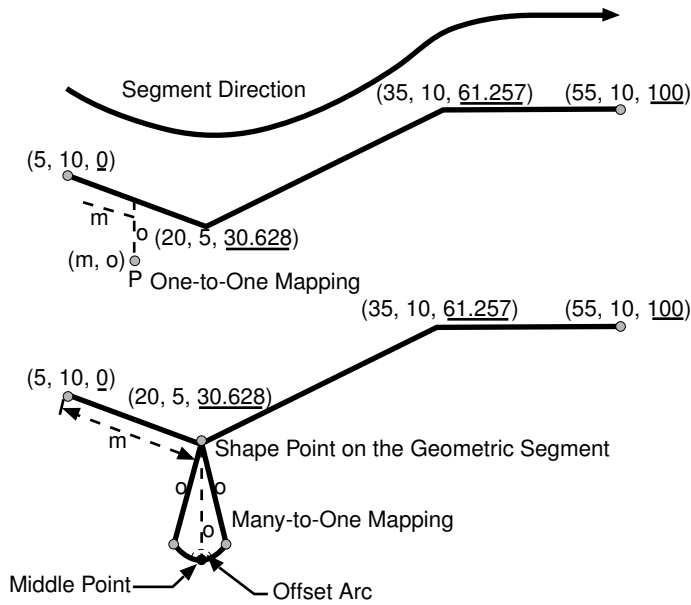 Segment Direction
(35, 10, 61.257) (55, 10, 100)
(5, 10, 0)
m
o (20, 5, 30.628)
(m, o)
P One-to-One Mapping
(35, 10, 61.257) (55, 10, 100)
(5, 10, 0) (20, 5, 30.628)
m
Shape Point on the Geometric Segment
o o
o Many-to-One Mapping
Middle Point Offset Arc